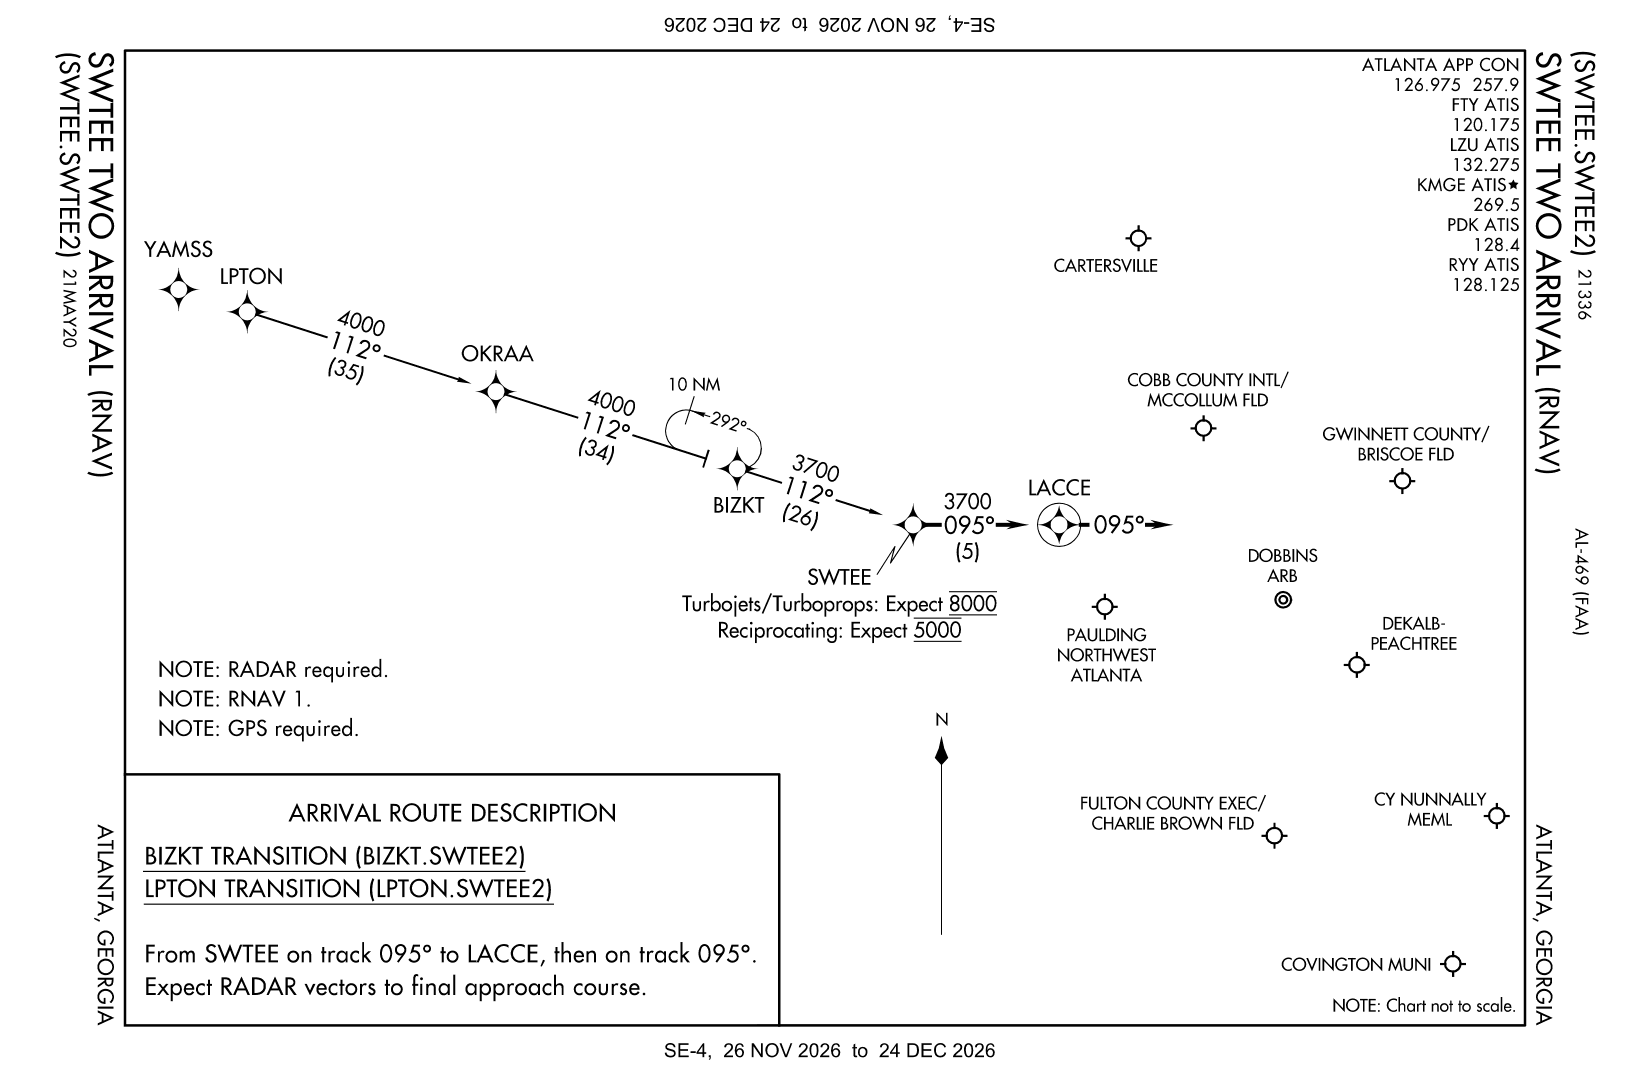 SE-4, 26 NOV 2026 to 24 DEC 2026
SWTEE TWO ARRIVAL (RNAV)
(SWTEE.SWTEE2) 21MAY20
ATLANTA, GEORGIA
(SWTEE.SWTEE2) 21336
SWTEE TWO ARRIVAL (RNAV)
AL-469 (FAA)
ATLANTA, GEORGIA
ATLANTA APP CON
126.975 257.9
FTY ATIS
120.175
LZU ATIS
132.275
KMGE ATIS★
269.5
PDK ATIS
128.4
RYY ATIS
128.125
YAMSS
LPTON
4000
112°
(35)
OKRAA
4000
112°
(34)
10 NM
292°
BIZKT
3700
112°
(26)
SWTEE
Turbojets/Turboprops: Expect 8000
Reciprocating: Expect 5000
3700
095°
(5)
LACCE
095°
CARTERSVILLE
COBB COUNTY INTL/
MCCOLLUM FLD
GWINNETT COUNTY/
BRISCOE FLD
DOBBINS
ARB
PAULDING
NORTHWEST
ATLANTA
DEKALB-
PEACHTREE
N
FULTON COUNTY EXEC/
CHARLIE BROWN FLD
CY NUNNALLY
MEML
COVINGTON MUNI
NOTE: Chart not to scale.
NOTE: RADAR required.
NOTE: RNAV 1.
NOTE: GPS required.
ARRIVAL ROUTE DESCRIPTION
BIZKT TRANSITION (BIZKT.SWTEE2)
LPTON TRANSITION (LPTON.SWTEE2)
From SWTEE on track 095° to LACCE, then on track 095°.
Expect RADAR vectors to final approach course.
SE-4, 26 NOV 2026 to 24 DEC 2026